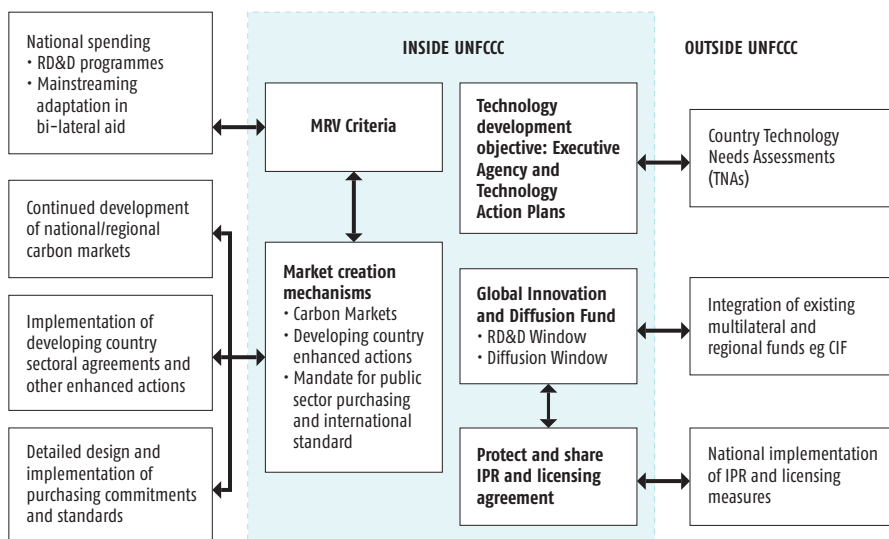 National spending
• RD&D programmes
• Mainstreaming
adaptation in
bi-lateral aid
Continued development
of national/regional
carbon markets
Implementation of
developing country
sectoral agreements and
other enhanced actions
Detailed design and
implementation of
purchasing commitments
and standards
INSIDE UNFCCC
MRV Criteria
Market creation
mechanisms
• Carbon Markets
• Developing country
enhanced actions
• Mandate for public
sector purchasing
and international
standard
Technology
development
objective: Executive
Agency and
Technology
Action Plans
Global Innovation
and Diffusion Fund
• RD&D Window
• Diffusion Window
Protect and share
IPR and licensing
agreement
OUTSIDE UNFCCC
Country Technology
Needs Assessments
(TNAs)
Integration of existing
multilateral and
regional funds eg CIF
National implementation
of IPR and licensing
measures